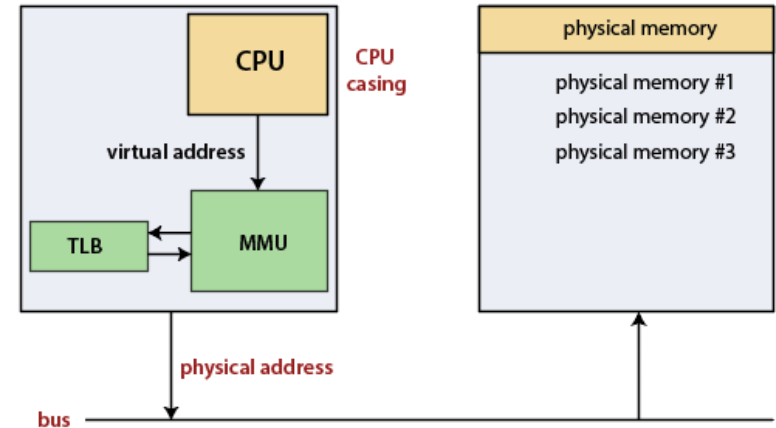 CPU
CPU
casing
virtual address
TLB
MMU
physical address
bus
physical memory
physical memory #1
physical memory #2
physical memory #3